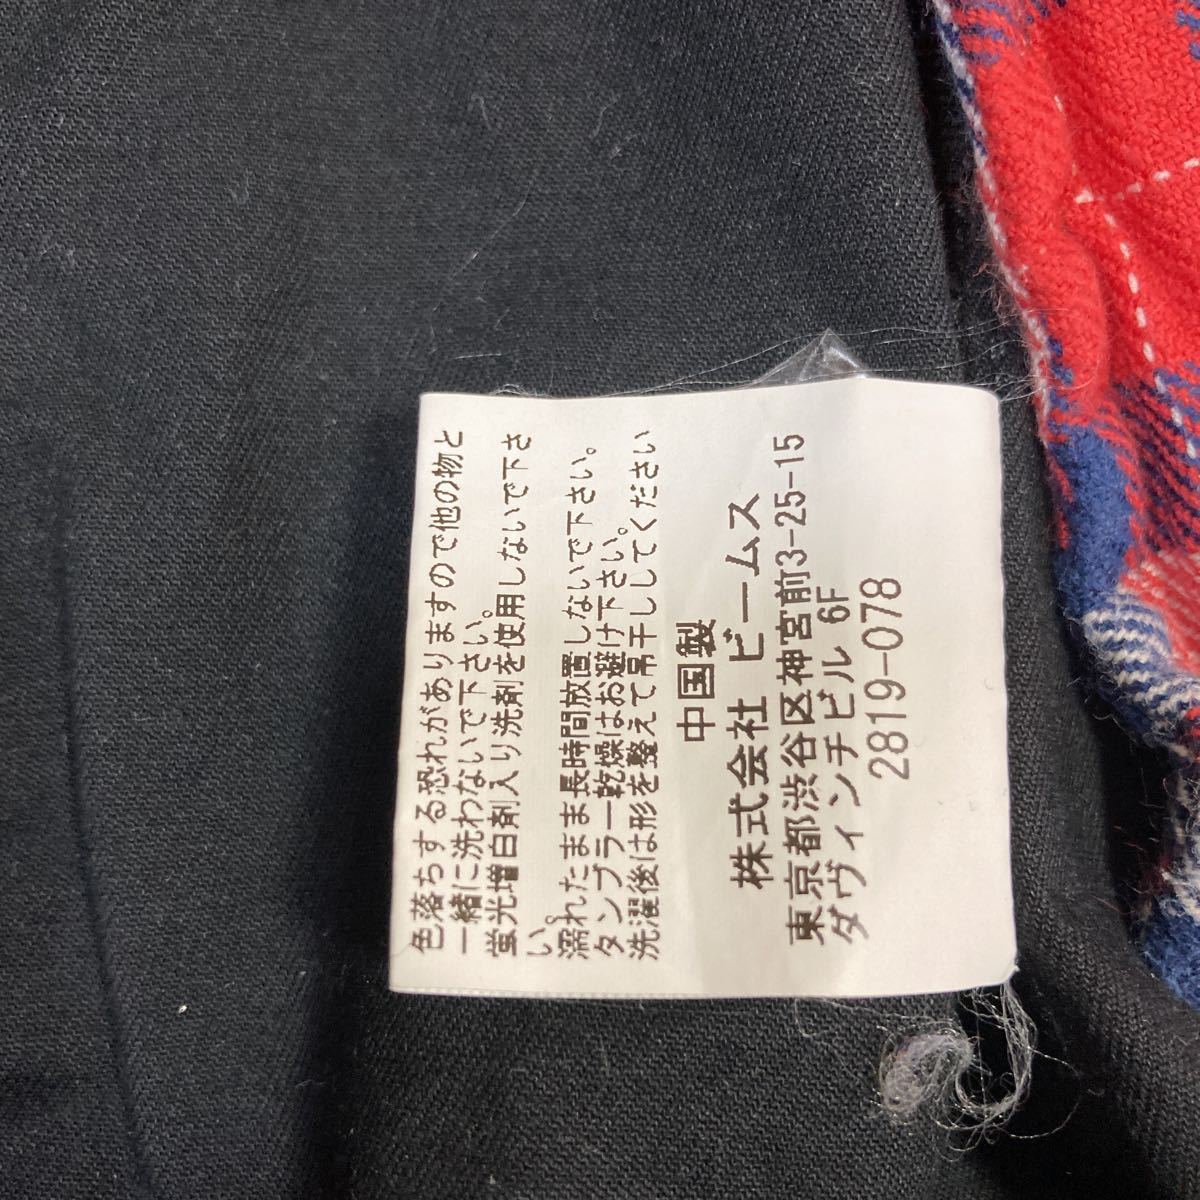 色落ちする恐れがありますので他の物と
一緒に洗わないで下さい。
蛍光増白剤入り洗剤を使用しないで下さ
い。
濡れたまま長時間放置しないで下さい。
タンブラー乾燥はお避け下さい。
洗濯後は形を整えて吊干ししてください
中国製
株式会社 ビームス
東京都渋谷区神宮前3-25-15
ダヴィンチビル 6F
2819-078